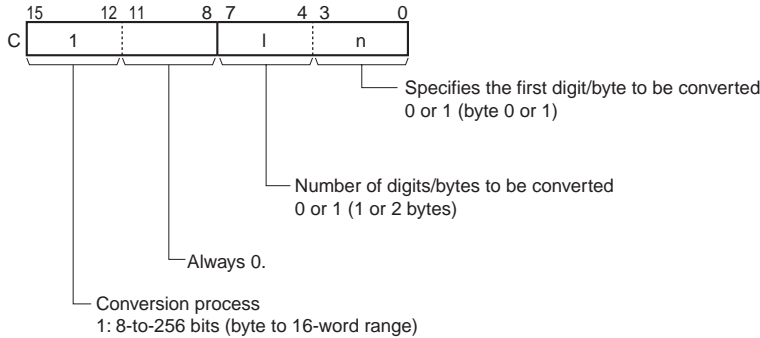 15 12 11 8 7 4 3 0
C 1 l n
Specifies the first digit/byte to be converted
0 or 1 (byte 0 or 1)
Number of digits/bytes to be converted
0 or 1 (1 or 2 bytes)
Always 0.
Conversion process
1: 8-to-256 bits (byte to 16-word range)